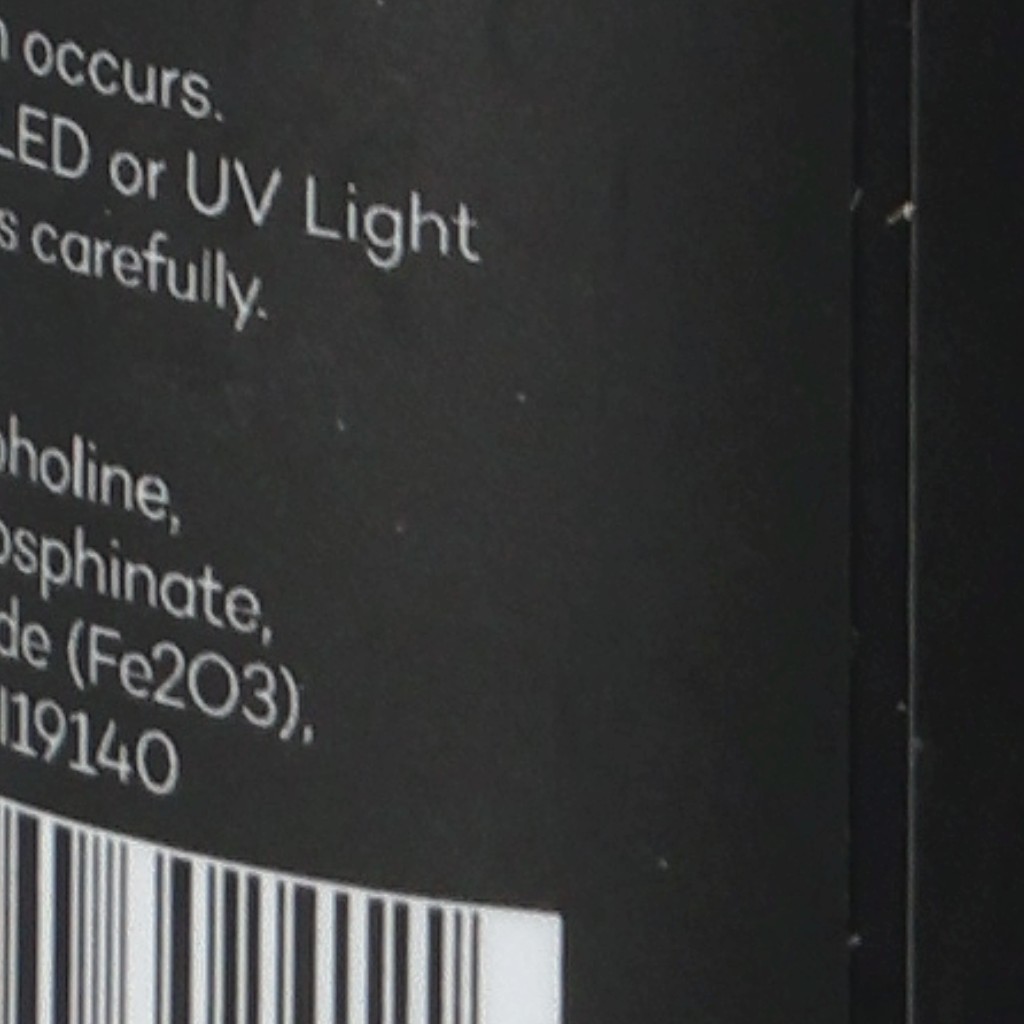 occurs.
LED or UV Light
carefully.
pholine,
osphinate,
de (Fe2O3),
19140